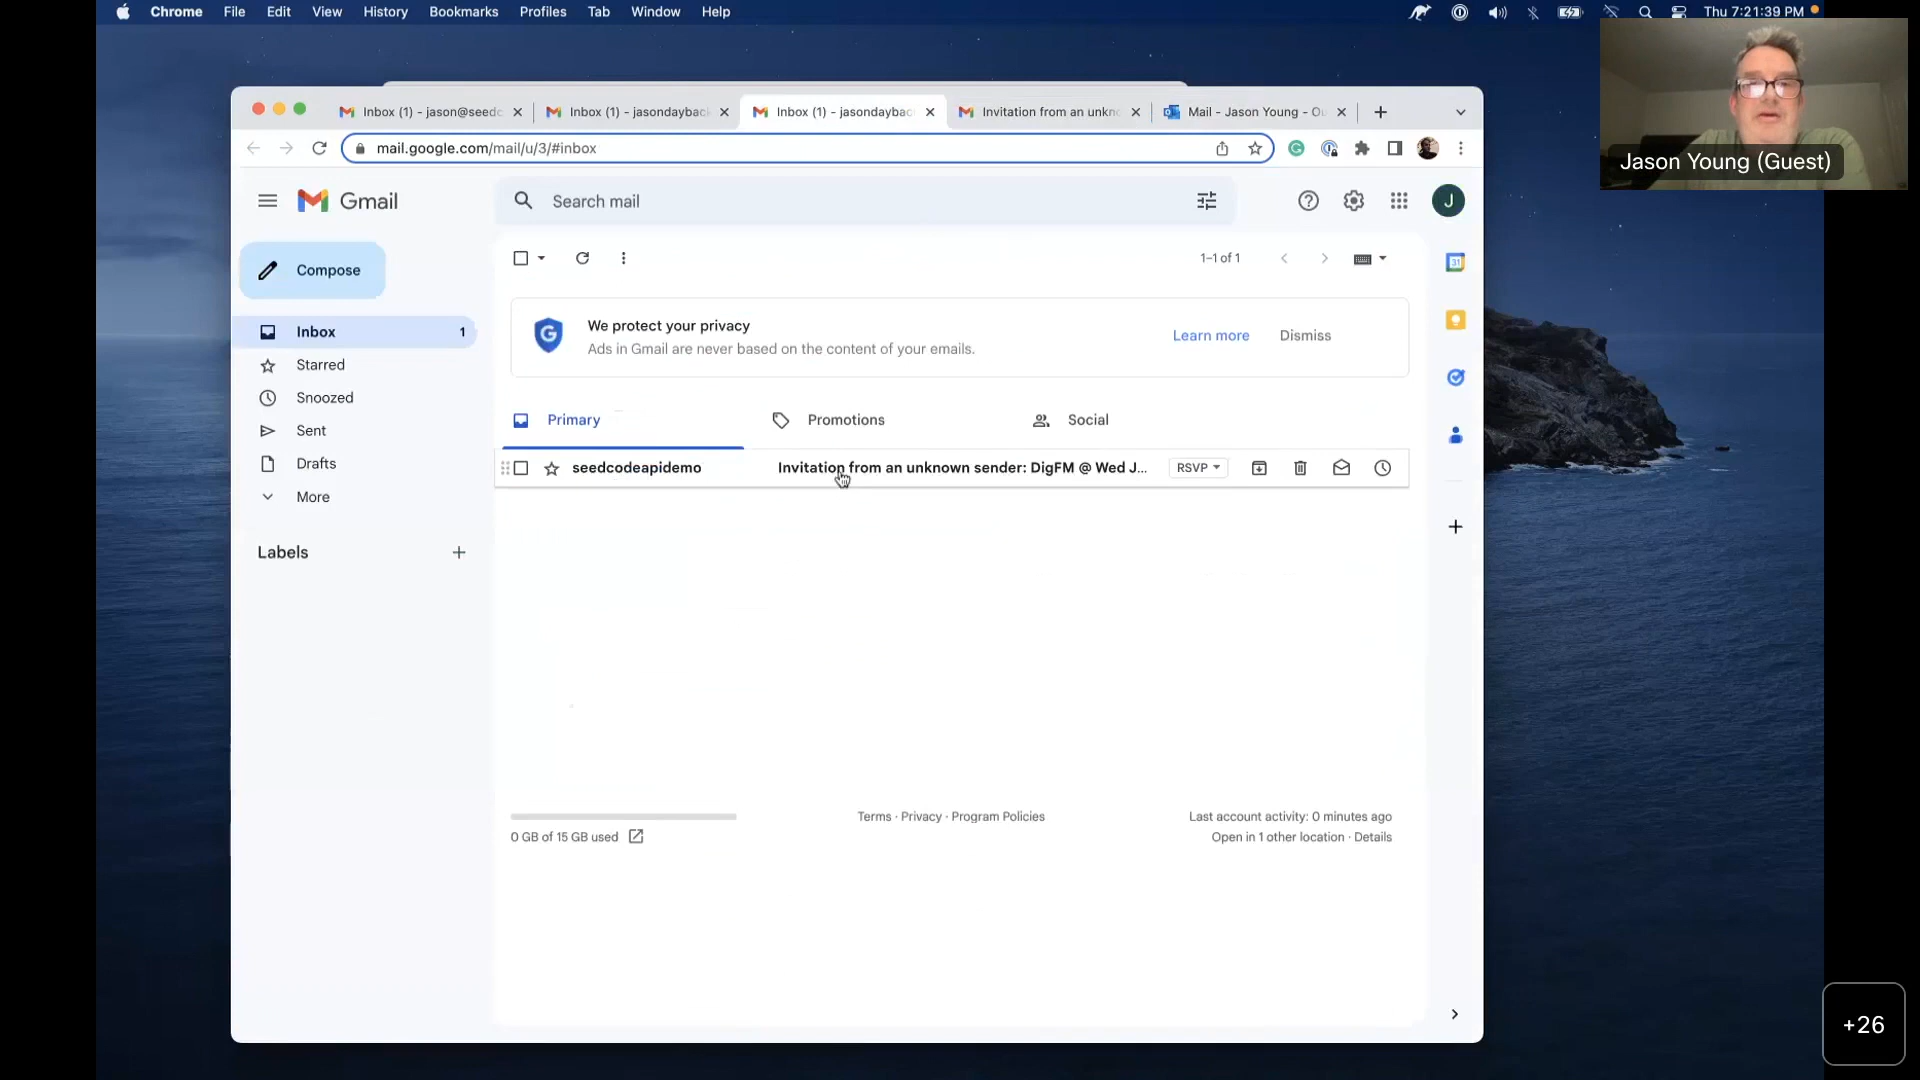 Chrome File Edit View History Bookmarks Profiles Tab Window Help
Thu 7:21:39 PM
Inbox (1) - jason@seedc
Inbox (1) - jasondayback
Inbox (1) - jasondaybac
Invitation from an unkno
Mail - Jason Young - Ou
mail.google.com/mail/u/3/#inbox
Jason Young (Guest)
Gmail
Search mail
J
Compose
1–1 of 1
31
Inbox 1
Starred
Snoozed
Sent
Drafts
More
Labels
G
We protect your privacy
Ads in Gmail are never based on the content of your emails.
Learn more
Dismiss
Primary
Promotions
Social
seedcodeapidemo
Invitation from an unknown sender: DigFM @ Wed J...
RSVP
0 GB of 15 GB used
Terms · Privacy · Program Policies
Last account activity: 0 minutes ago
Open in 1 other location · Details
+26